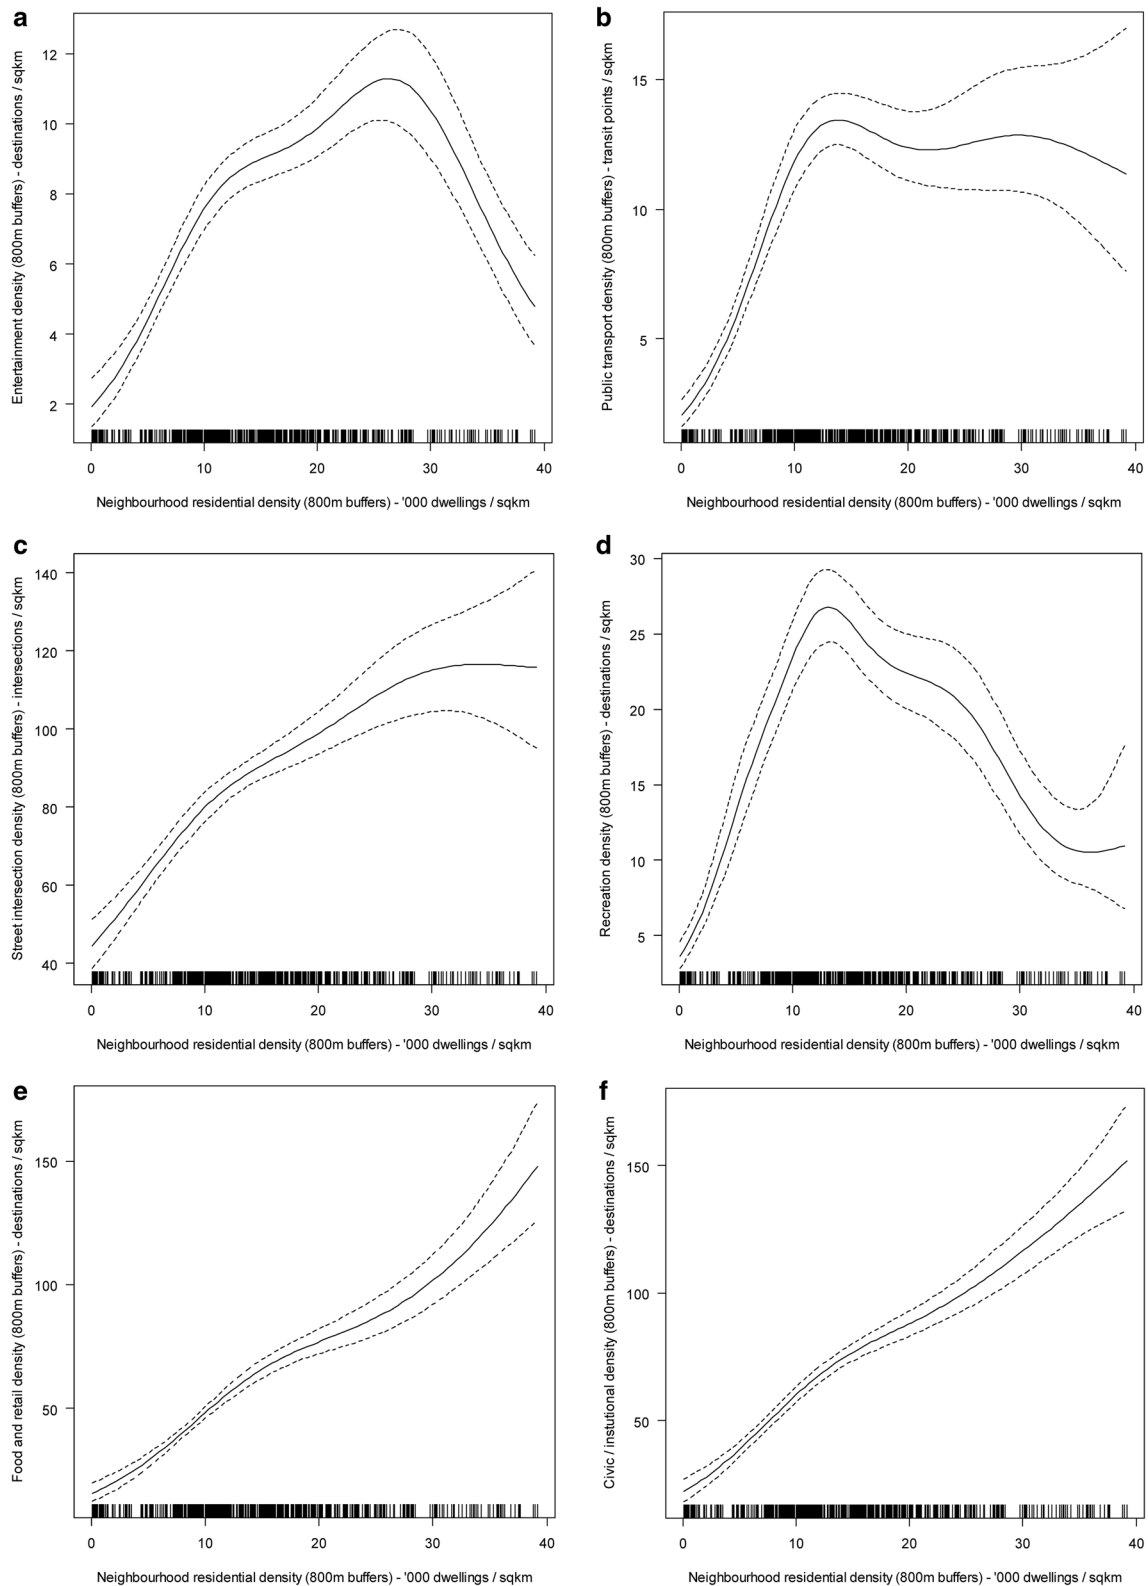 a
Entertainment density (800m buffers) - destinations / sqkm
12
10
8
6
4
2
0 10 20 30 40
Neighbourhood residential density (800m buffers) - '000 dwellings / sqkm
b
Public transport density (800m buffers) - transit points / sqkm
15
10
5
0 10 20 30 40
Neighbourhood residential density (800m buffers) - '000 dwellings / sqkm
c
Street intersection density (800m buffers) - intersections / sqkm
140
120
100
80
60
40
0 10 20 30 40
Neighbourhood residential density (800m buffers) - '000 dwellings / sqkm
d
Recreation density (800m buffers) - destinations / sqkm
30
25
20
15
10
5
0 10 20 30 40
Neighbourhood residential density (800m buffers) - '000 dwellings / sqkm
e
Food and retail density (800m buffers) - destinations / sqkm
150
100
50
0 10 20 30 40
Neighbourhood residential density (800m buffers) - '000 dwellings / sqkm
f
Civic / instutional density (800m buffers) - destinations / sqkm
150
100
50
0 10 20 30 40
Neighbourhood residential density (800m buffers) - '000 dwellings / sqkm